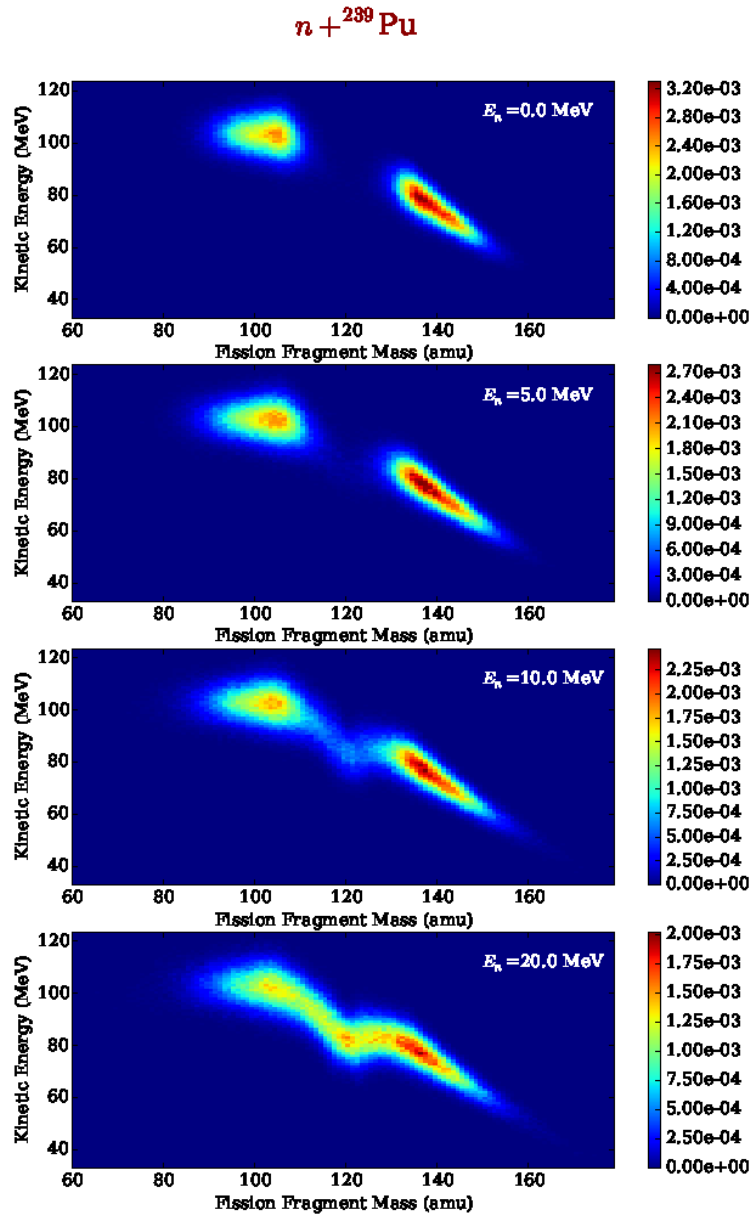 n + ²³⁹Pu
120
100
80
60
40
Kinetic Energy (MeV)
Eₙ =0.0 MeV
60 80 100 120 140 160
Fission Fragment Mass (amu)
3.20e-03
2.80e-03
2.40e-03
2.00e-03
1.60e-03
1.20e-03
8.00e-04
4.00e-04
0.00e+00
120
100
80
60
40
Kinetic Energy (MeV)
Eₙ =5.0 MeV
60 80 100 120 140 160
Fission Fragment Mass (amu)
2.70e-03
2.40e-03
2.10e-03
1.80e-03
1.50e-03
1.20e-03
9.00e-04
6.00e-04
3.00e-04
0.00e+00
120
100
80
60
40
Kinetic Energy (MeV)
Eₙ =10.0 MeV
60 80 100 120 140 160
Fission Fragment Mass (amu)
2.25e-03
2.00e-03
1.75e-03
1.50e-03
1.25e-03
1.00e-03
7.50e-04
5.00e-04
2.50e-04
0.00e+00
120
100
80
60
40
Kinetic Energy (MeV)
Eₙ =20.0 MeV
60 80 100 120 140 160
Fission Fragment Mass (amu)
2.00e-03
1.75e-03
1.50e-03
1.25e-03
1.00e-03
7.50e-04
5.00e-04
2.50e-04
0.00e+00